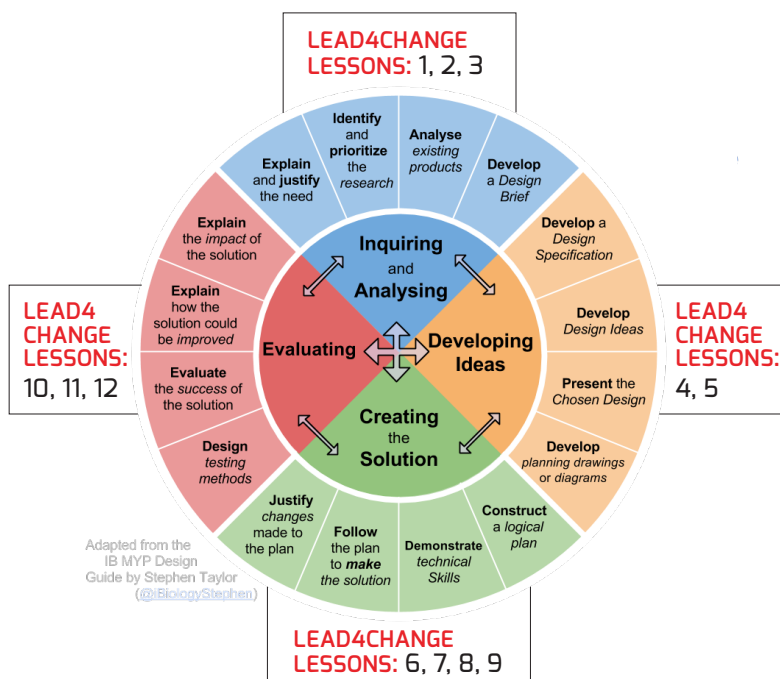 LEAD4CHANGE
LESSONS: 1, 2, 3
Explain
and justify
the need
Identify
and
prioritize
the
research
Analyse
existing
products
Develop
a Design
Brief
Develop a
Design
Specification
Develop
Design Ideas
Present the
Chosen Design
Develop
planning drawings
or diagrams
LEAD4
CHANGE
LESSONS:
4, 5
Construct
a logical
plan
Demonstrate
technical
Skills
Follow
the plan
to make
the solution
Justify
changes
made to
the plan
LEAD4CHANGE
LESSONS: 6, 7, 8, 9
Design
testing
methods
Evaluate
the success of
the solution
Explain
how the
solution could
be improved
Explain
the impact of
the solution
LEAD4
CHANGE
LESSONS:
10, 11, 12
Inquiring
and
Analysing
Developing
Ideas
Creating
the
Solution
Evaluating
Adapted from the
IB MYP Design
Guide by Stephen Taylor
(@iBiologyStephen)